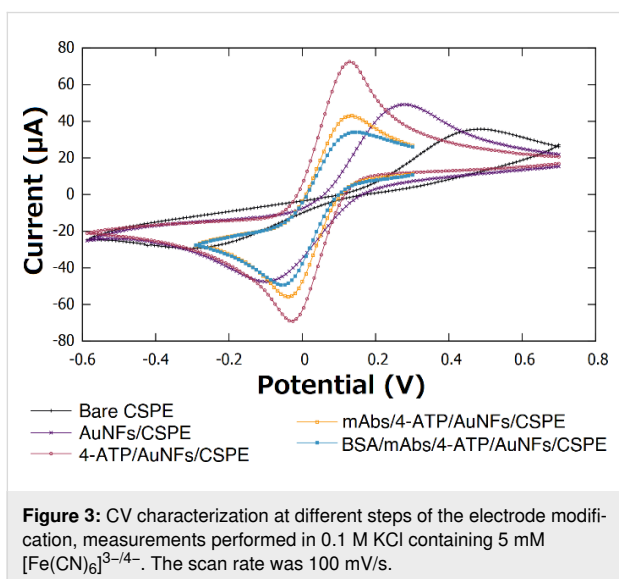 80
60
40
20
0
-20
-40
-60
-80
Current (µA)
-0.6 -0.4 -0.2 0 0.2 0.4 0.6 0.8
Potential (V)
Bare CSPE
AuNFs/CSPE
4-ATP/AuNFs/CSPE
mAbs/4-ATP/AuNFs/CSPE
BSA/mAbs/4-ATP/AuNFs/CSPE
Figure 3: CV characterization at different steps of the electrode modifi-
cation, measurements performed in 0.1 M KCl containing 5 mM
[Fe(CN)₆]³⁻/⁴⁻. The scan rate was 100 mV/s.